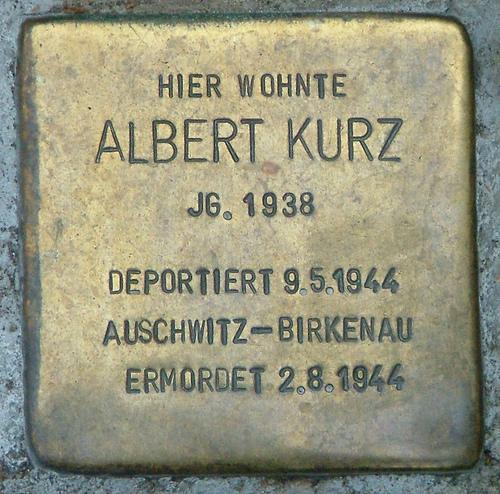 HIER WOHNTE
ALBERT KURZ
JG. 1938
DEPORTIERT 9.5.1944
AUSCHWITZ-BIRKENAU
ERMORDET 2.8.1944